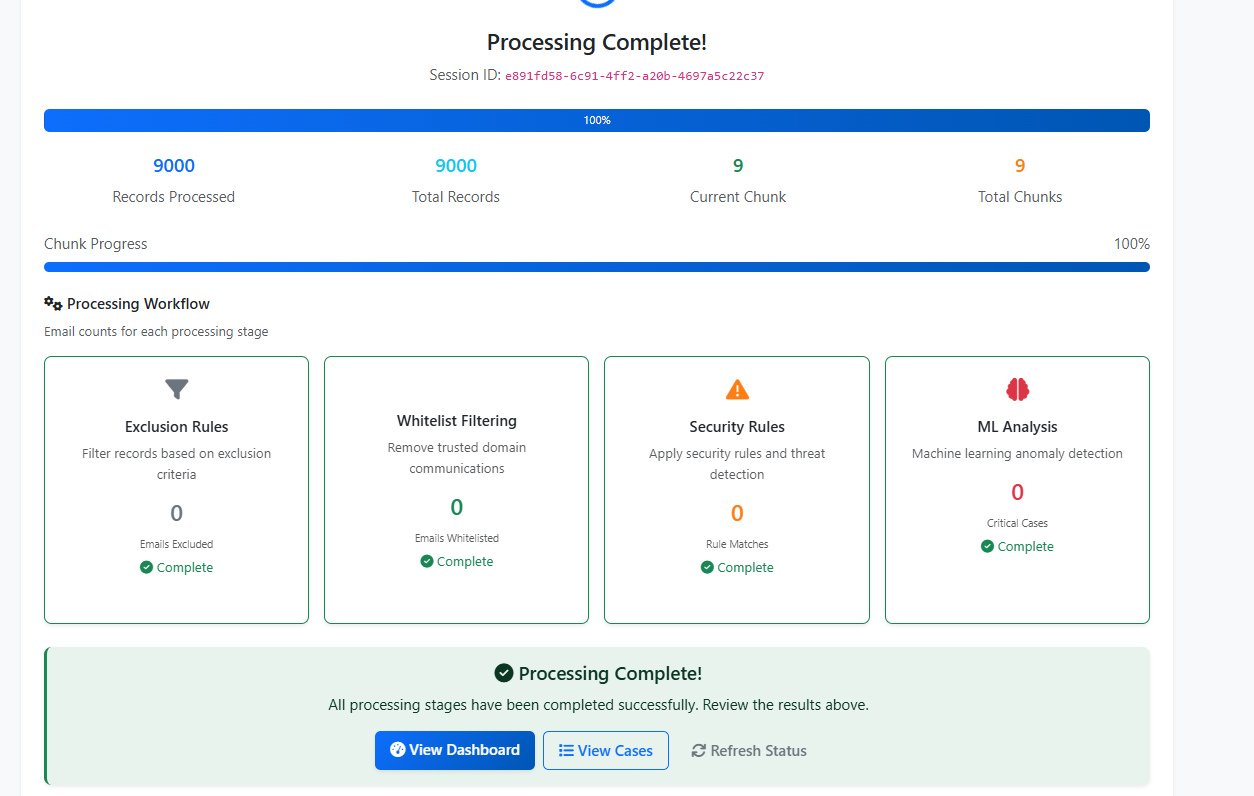 Processing Complete!
Session ID: e891fd58-6c91-4ff2-a20b-4697a5c22c37
100%
9000
Records Processed
9000
Total Records
9
Current Chunk
9
Total Chunks
Chunk Progress
100%
Processing Workflow
Email counts for each processing stage
Exclusion Rules
Filter records based on exclusion
criteria
0
Emails Excluded
Complete
Whitelist Filtering
Remove trusted domain
communications
0
Emails Whitelisted
Complete
Security Rules
Apply security rules and threat
detection
0
Rule Matches
Complete
ML Analysis
Machine learning anomaly detection
0
Critical Cases
Complete
Processing Complete!
All processing stages have been completed successfully. Review the results above.
View Dashboard
View Cases
Refresh Status